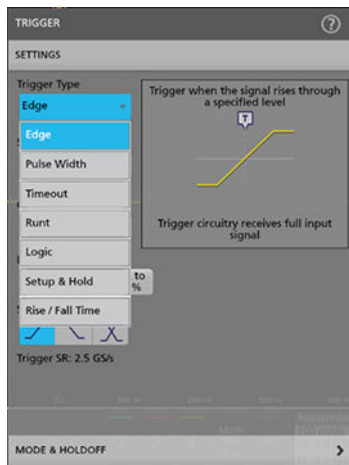 TRIGGER
?
SETTINGS
Trigger Type
Edge
Edge
Pulse Width
Timeout
Runt
Logic
Setup & Hold
Rise / Fall Time
Trigger when the signal rises through
a specified level
T
Trigger circuitry receives full input
signal
to
%
Trigger SR: 2.5 GS/s
MODE & HOLDOFF